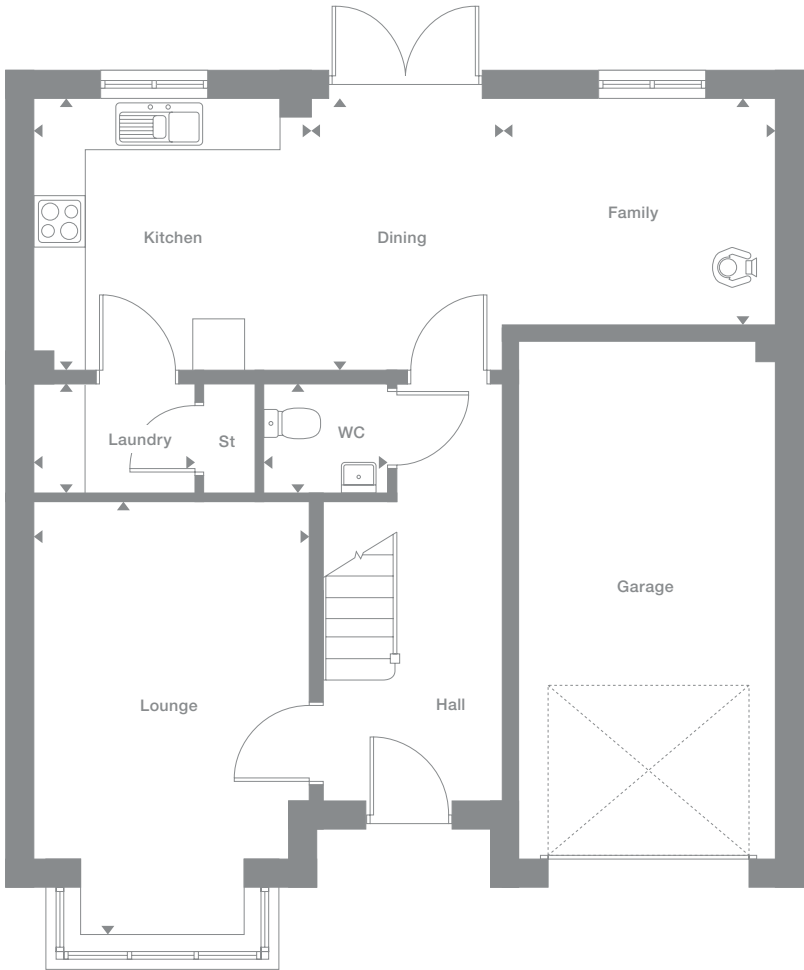 Family
Kitchen
Dining
Laundry
St
WC
Garage
Lounge
Hall